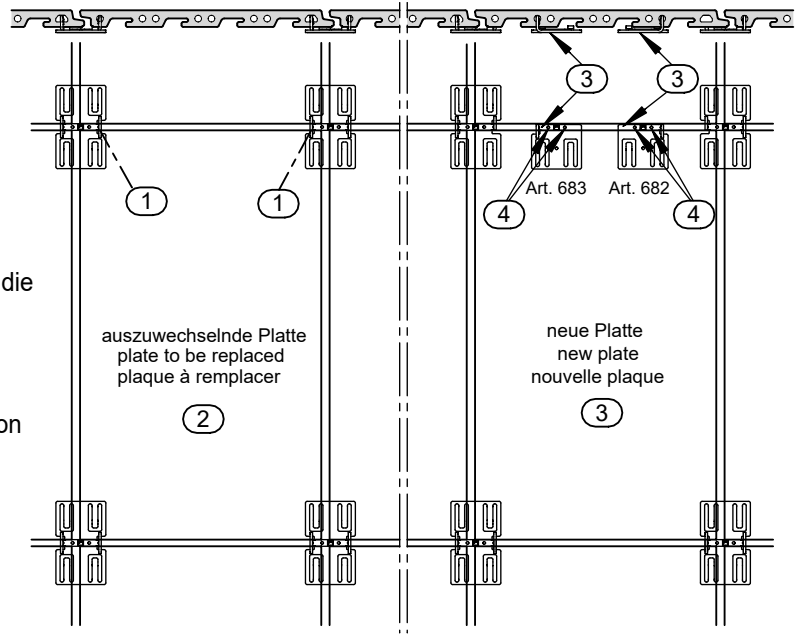 3
3
1
1
Art. 683
Art. 682
4
4
die
auszuwechselnde Platte
plate to be replaced
plaque à remplacer
2
neue Platte
new plate
nouvelle plaque
3
on